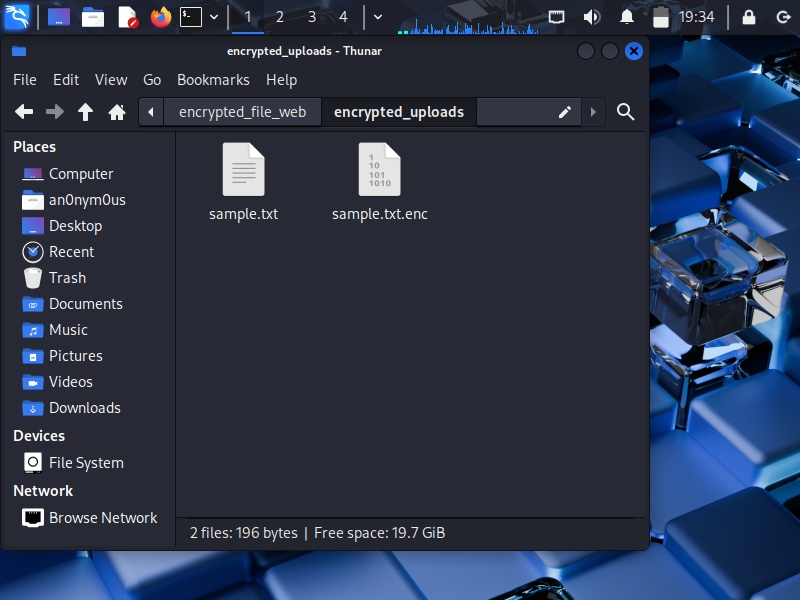 1 2 3 4 19:34
encrypted_uploads - Thunar
File Edit View Go Bookmarks Help
encrypted_file_web encrypted_uploads
Places
Computer
an0nym0us
Desktop
Recent
Trash
Documents
Music
Pictures
Videos
Downloads
Devices
File System
Network
Browse Network
1
10
101
1010
sample.txt sample.txt.enc
2 files: 196 bytes | Free space: 19.7 GiB